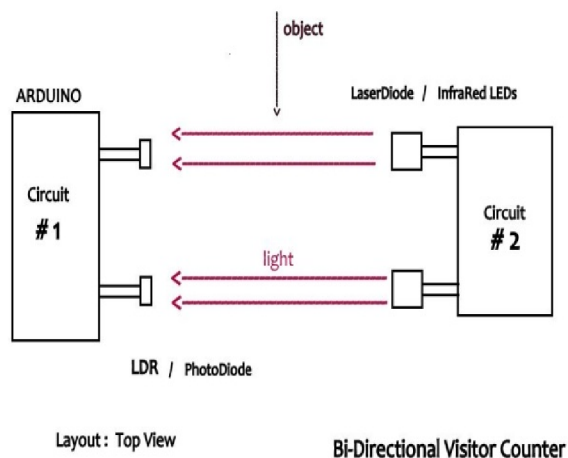 object
ARDUINO
LaserDiode / InfraRed LEDs
Circuit
#1
Circuit
#2
light
LDR / PhotoDiode
Layout : Top View
Bi-Directional Visitor Counter